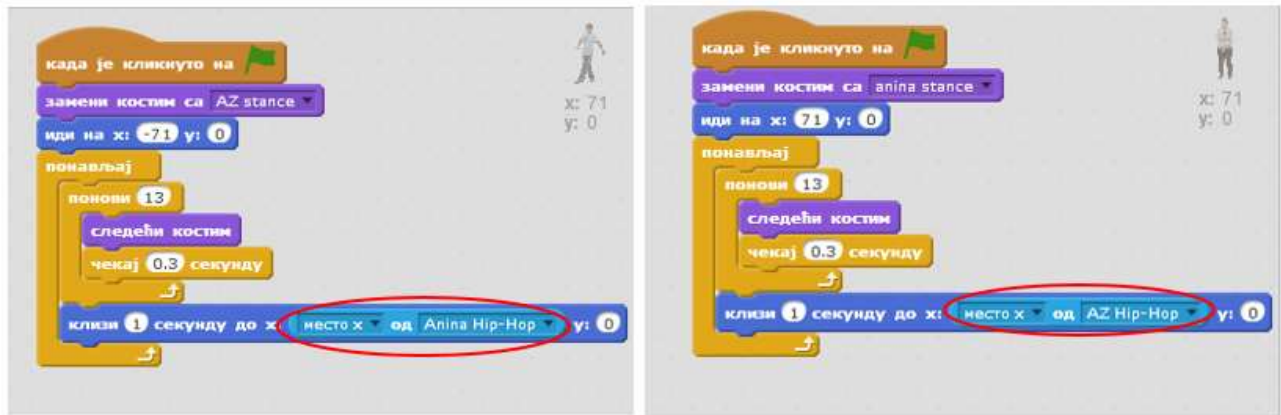 када је кликнуто на
замени костим са AZ stance
иди на x: -71 y: 0
понављај
понови 13
следећи костим
чекај 0.3 секунду
клизи 1 секунду до x: место x од Anina Hip-Hop y: 0
x: 71
y: 0
када је кликнуто на
замени костим са anina stance
иди на x: 71 y: 0
понављај
понови 13
следећи костим
чекај 0.3 секунду
клизи 1 секунду до x: место x од AZ Hip-Hop y: 0
x: 71
y: 0